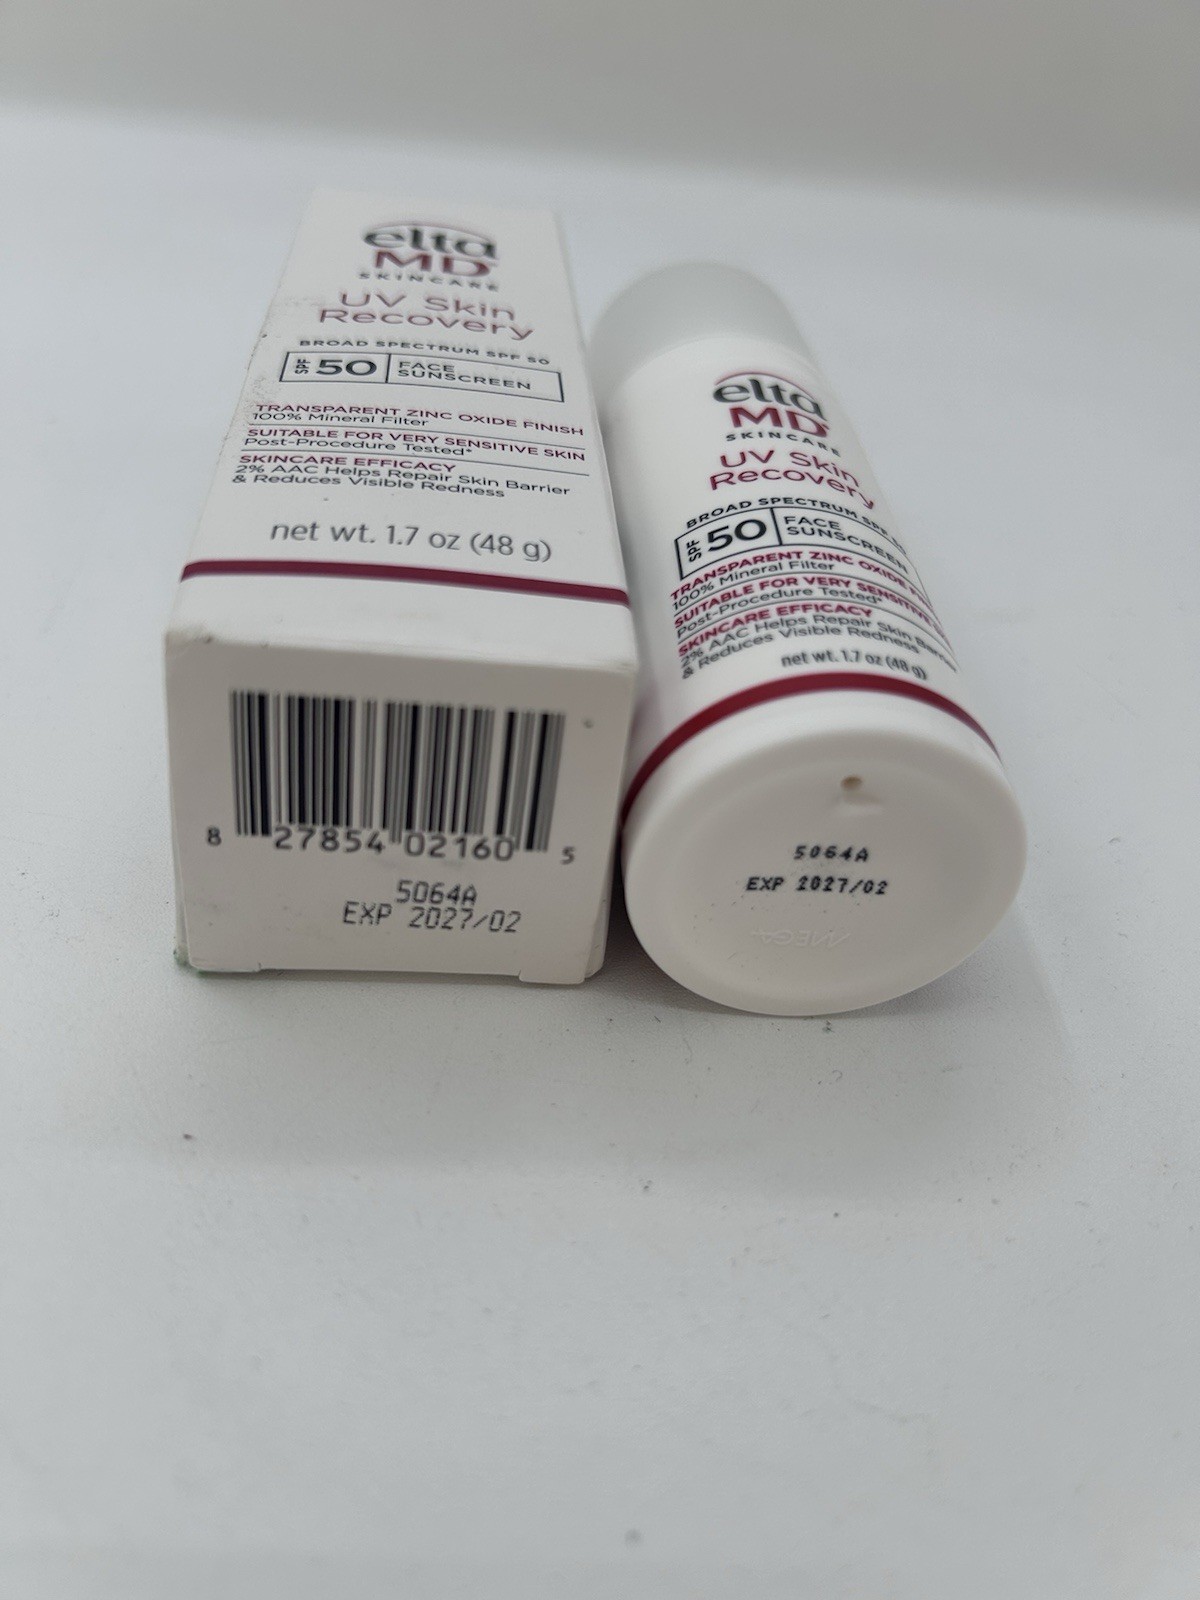 elta
MD
SKINCARE
UV Skin
Recovery
BROAD SPECTRUM SPF 50
SPF 50 FACE
SUNSCREEN
TRANSPARENT ZINC OXIDE FINISH
100% Mineral Filter
SUITABLE FOR VERY SENSITIVE SKIN
Post-Procedure Tested*
SKINCARE EFFICACY
2% AAC Helps Repair Skin Barrier
& Reduces Visible Redness
net wt. 1.7 oz (48 g)
8 27854 02160 5
5064A
EXP 2027/02
elta
MD
SKINCARE
UV Skin
Recovery
BROAD SPECTRUM SPF
SPF 50 FACE
SUNSCREEN
TRANSPARENT ZINC OXIDE
100% Mineral Filter
SUITABLE FOR VERY SENSITIVE
Post-Procedure Tested*
SKINCARE EFFICACY
2% AAC Helps Repair Skin Barrier
& Reduces Visible Redness
net wt. 1.7 oz (48 g)
5064A
EXP 2027/02
MEGA